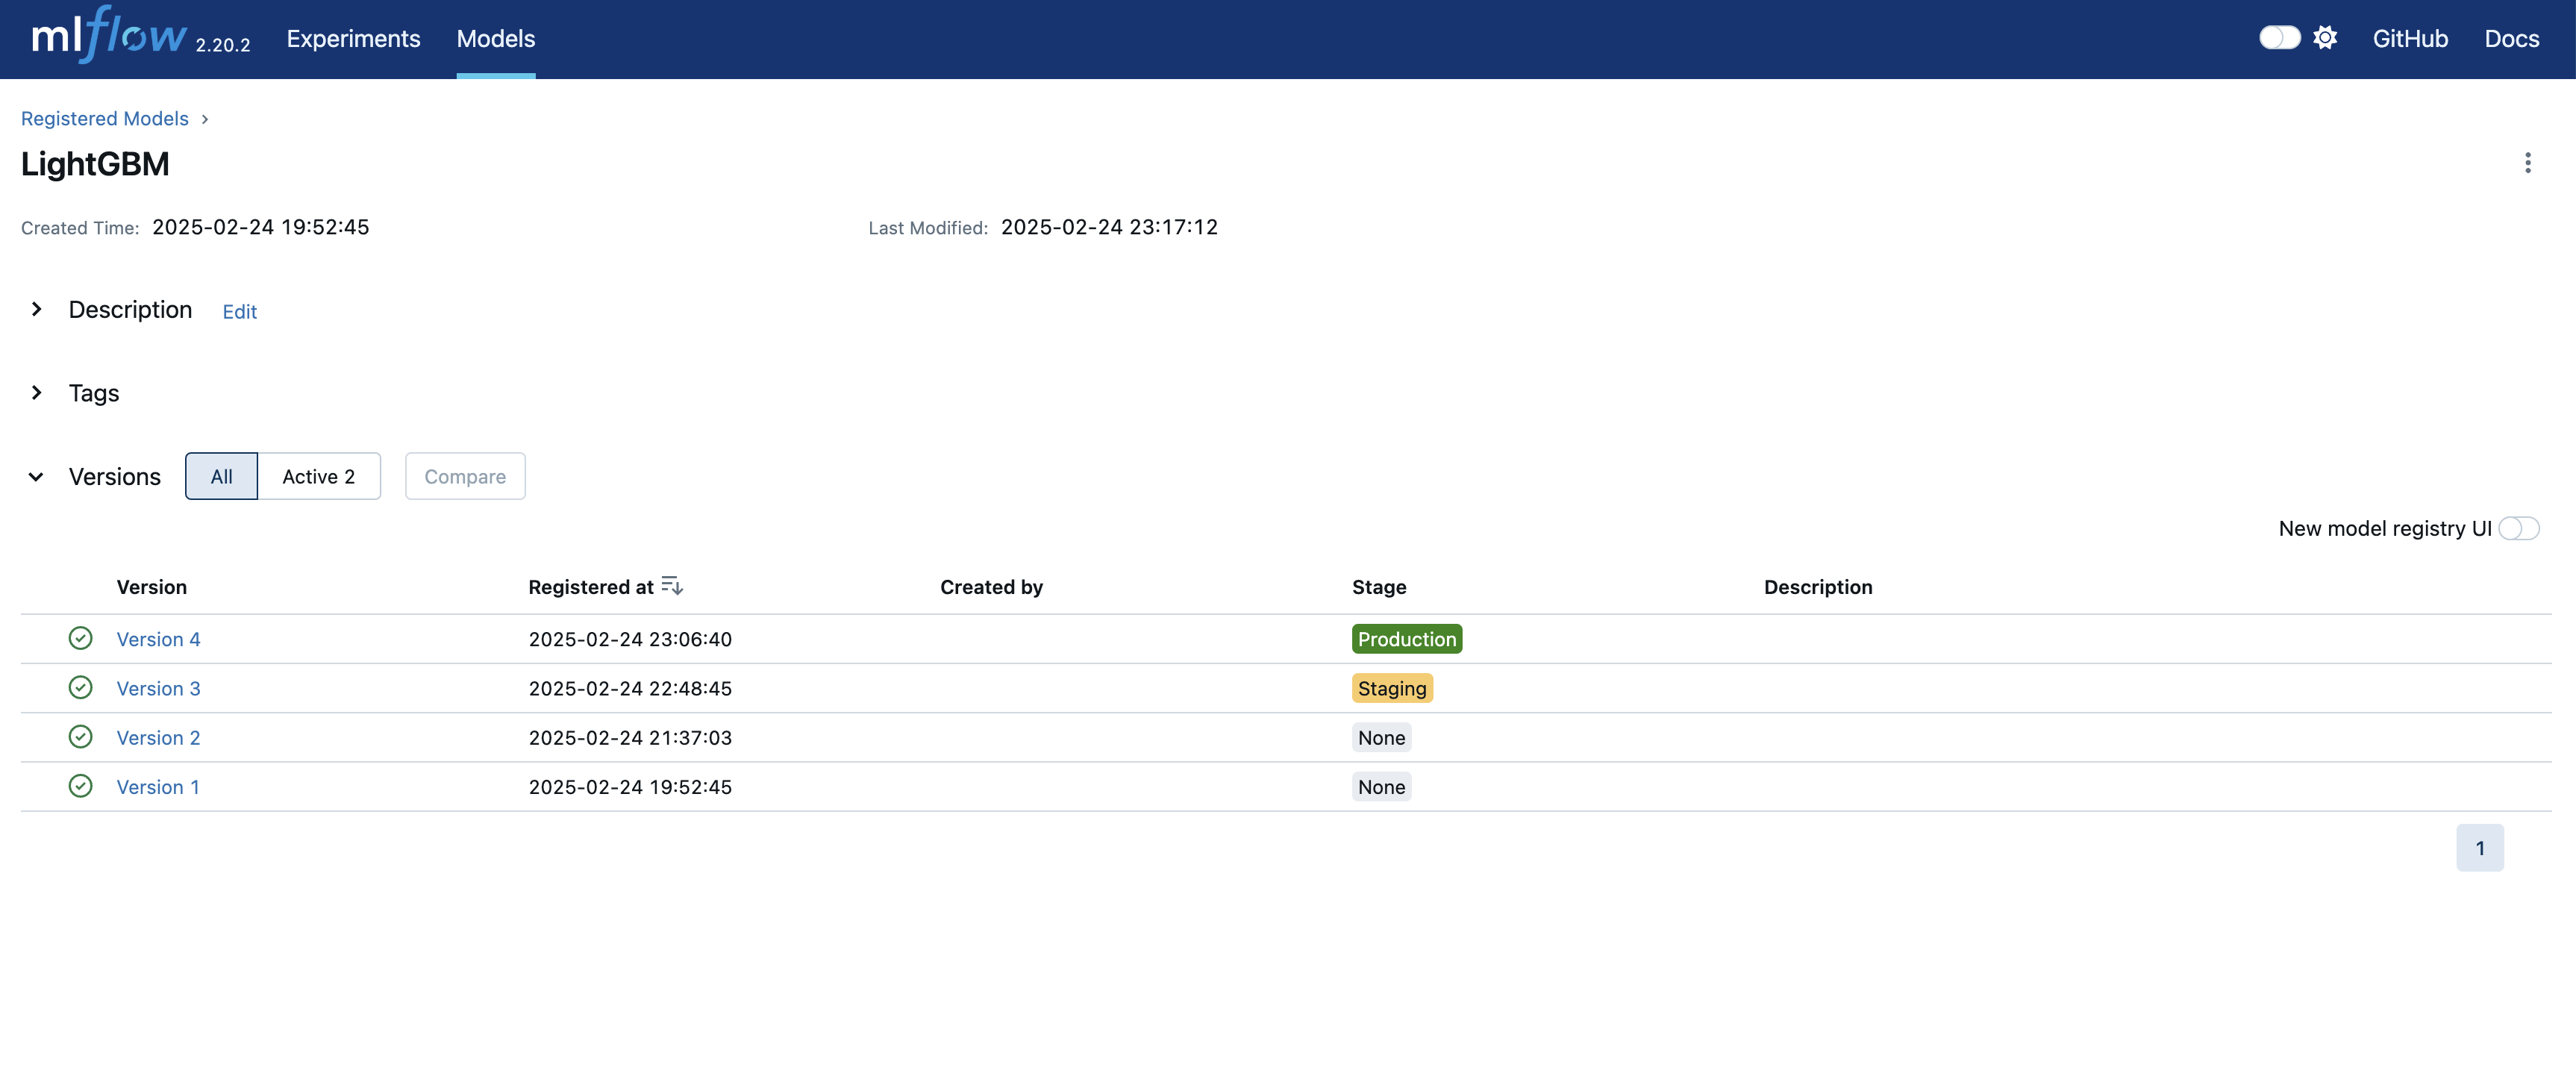 mlflow 2.20.2 Experiments Models GitHub Docs
Registered Models
LightGBM
Created Time: 2025-02-24 19:52:45 Last Modified: 2025-02-24 23:17:12
Description Edit
Tags
Versions All Active 2 Compare
New model registry UI
Version Registered at Created by Stage Description
Version 4 2025-02-24 23:06:40 Production
Version 3 2025-02-24 22:48:45 Staging
Version 2 2025-02-24 21:37:03 None
Version 1 2025-02-24 19:52:45 None
1